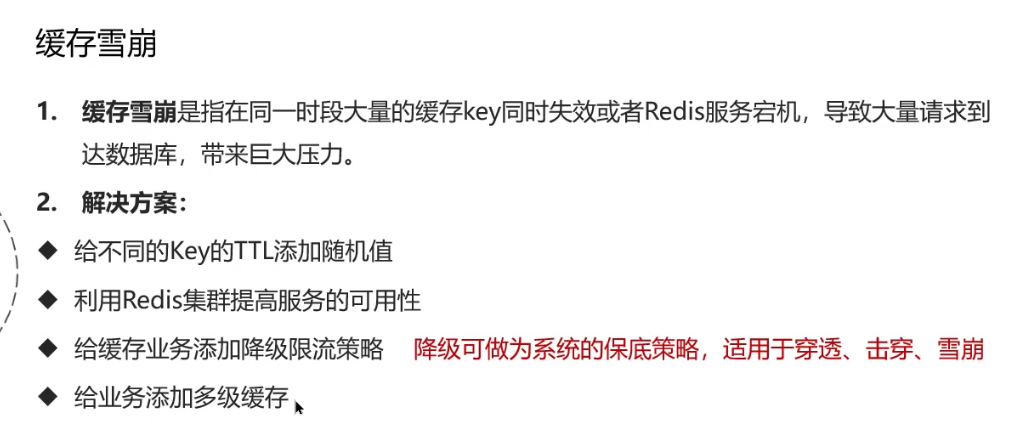 缓存雪崩
1. 缓存雪崩是指在同一时段大量的缓存key同时失效或者Redis服务宕机，导致大量请求到
达数据库，带来巨大压力。
2. 解决方案：
◆ 给不同的Key的TTL添加随机值
◆ 利用Redis集群提高服务的可用性
◆ 给缓存业务添加降级限流策略 降级可做为系统的保底策略，适用于穿透、击穿、雪崩
◆ 给业务添加多级缓存